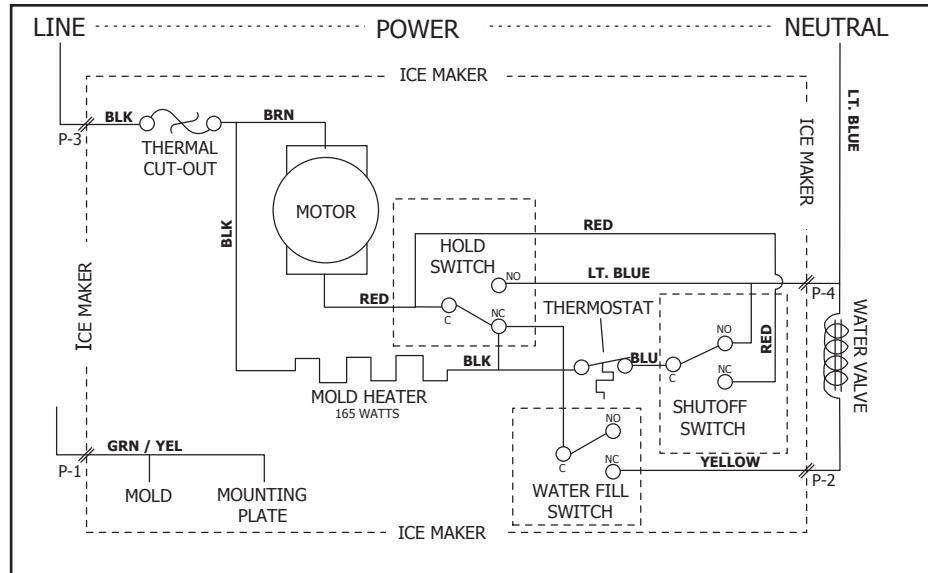 LINE
POWER
NEUTRAL
ICE MAKER
BLK
BRN
P-3
THERMAL
CUT-OUT
LT. BLUE
ICE MAKER
MOTOR
BLK
RED
HOLD
SWITCH
NO
LT. BLUE
P-4
RED
C
NC
THERMOSTAT
ICE MAKER
BLK
BLU
C
NO
NC
RED
WATER VALVE
MOLD HEATER
165 WATTS
SHUTOFF
SWITCH
NO
C
NC
YELLOW
P-2
WATER FILL
SWITCH
GRN / YEL
P-1
MOLD
MOUNTING
PLATE
ICE MAKER